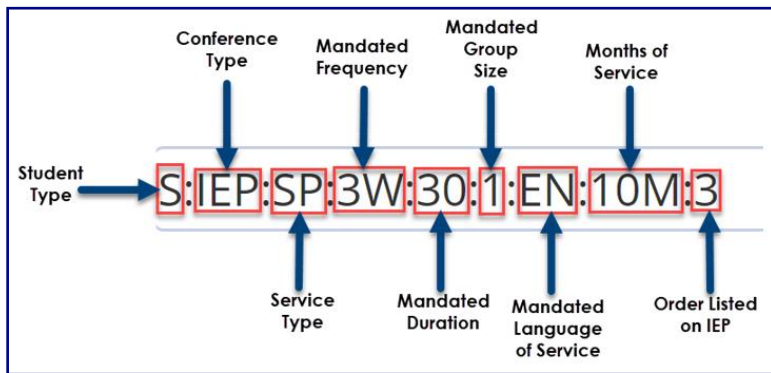 Conference
Type
Mandated
Frequency
Mandated
Group
Size
Months of
Service
Student
Type
S:IEP:SP:3W:30:1:EN:10M:3
Service
Type
Mandated
Duration
Mandated
Language
of Service
Order Listed
on IEP